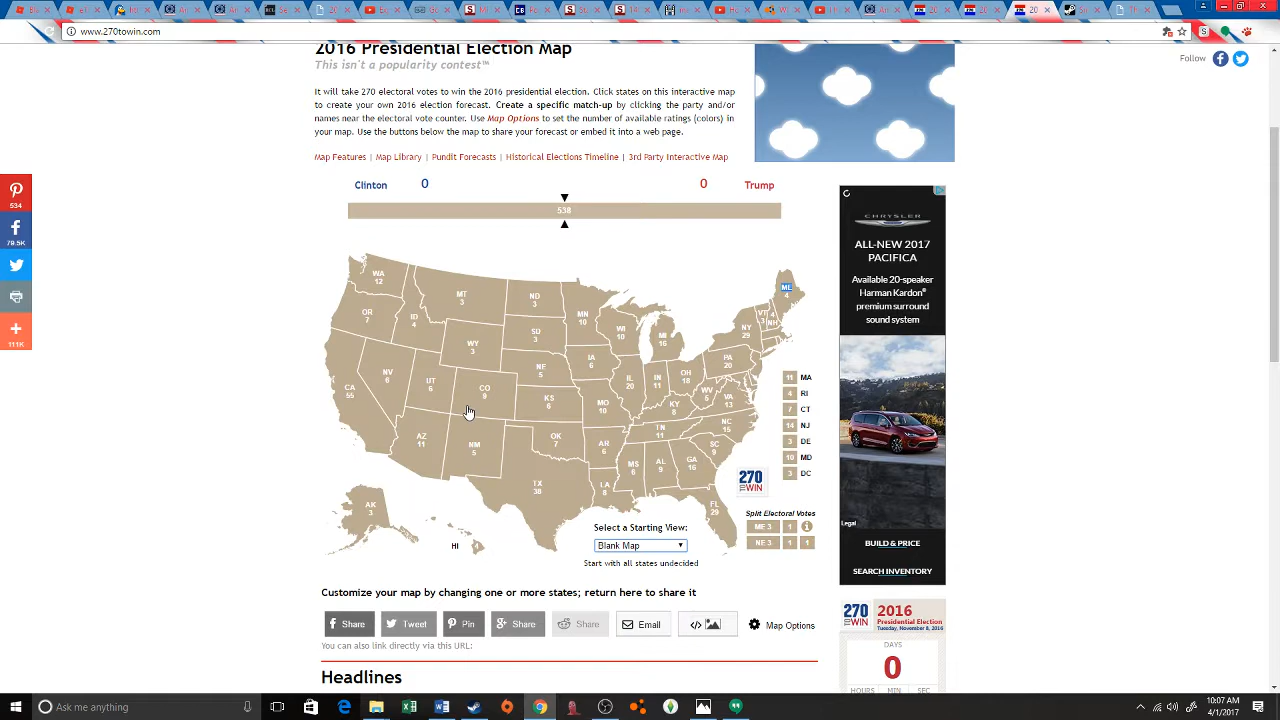 www.270towin.com
2016 Presidential Election Map
This isn't a popularity contest™
Follow
It will take 270 electoral votes to win the 2016 presidential election. Click states on this interactive map
to create your own 2016 election forecast. Create a specific match-up by clicking the party and/or
names near the electoral vote counter. Use Map Options to set the number of available ratings (colors) in
your map. Use the buttons below the map to share your forecast or embed it into a web page.
Map Features | Map Library | Pundit Forecasts | Historical Elections Timeline | 3rd Party Interactive Map
Clinton 0 0 Trump
538
534
79.5K
111K
WA
12
OR
7
CA
55
NV
6
ID
4
MT
3
WY
3
UT
6
CO
9
AZ
11
NM
5
ND
3
SD
3
NE
5
KS
6
OK
7
TX
38
MN
10
IA
6
MO
10
AR
6
LA
8
WI
10
IL
20
MI
16
IN
11
OH
18
KY
8
TN
11
MS
6
AL
9
GA
16
FL
29
SC
9
NC
15
VA
13
WV
5
PA
20
NY
29
VT
3
4
NH
ME
4
AK
3
HI
11 MA
4 RI
7 CT
14 NJ
3 DE
10 MD
3 DC
270
TO WIN
Split Electoral Votes
ME 3 1
NE 3 1 1
Select a Starting View:
Blank Map
Start with all states undecided
Customize your map by changing one or more states; return here to share it
Share Tweet Pin Share Share Email Map Options
You can also link directly via this URL:
Headlines
CHRYSLER
ALL-NEW 2017
PACIFICA
Available 20-speaker
Harman Kardon®
premium surround
sound system
Legal
BUILD & PRICE
SEARCH INVENTORY
270
TO WIN
2016
Presidential Election
Tuesday, November 8, 2016
DAYS
0
HOURS MIN SEC
Ask me anything
10:07 AM
4/1/2017